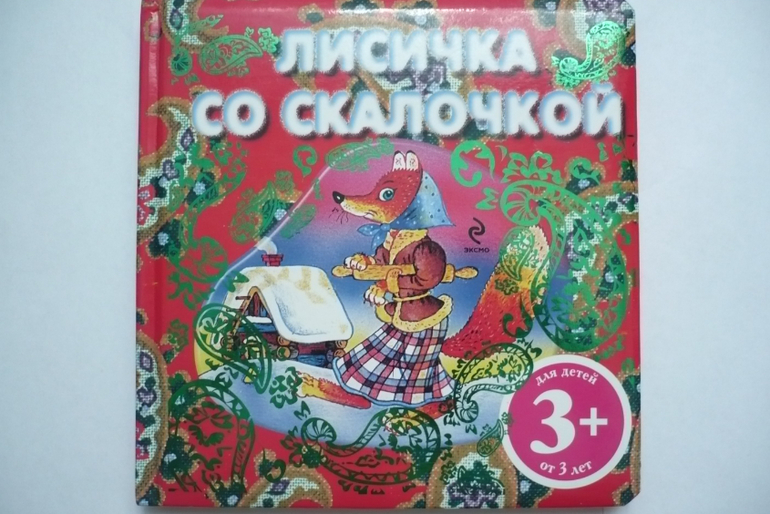 ЛИСИЧКА
СО СКАЛОЧКОЙ
ЭКСМО
для детей
3+
от 3 лет